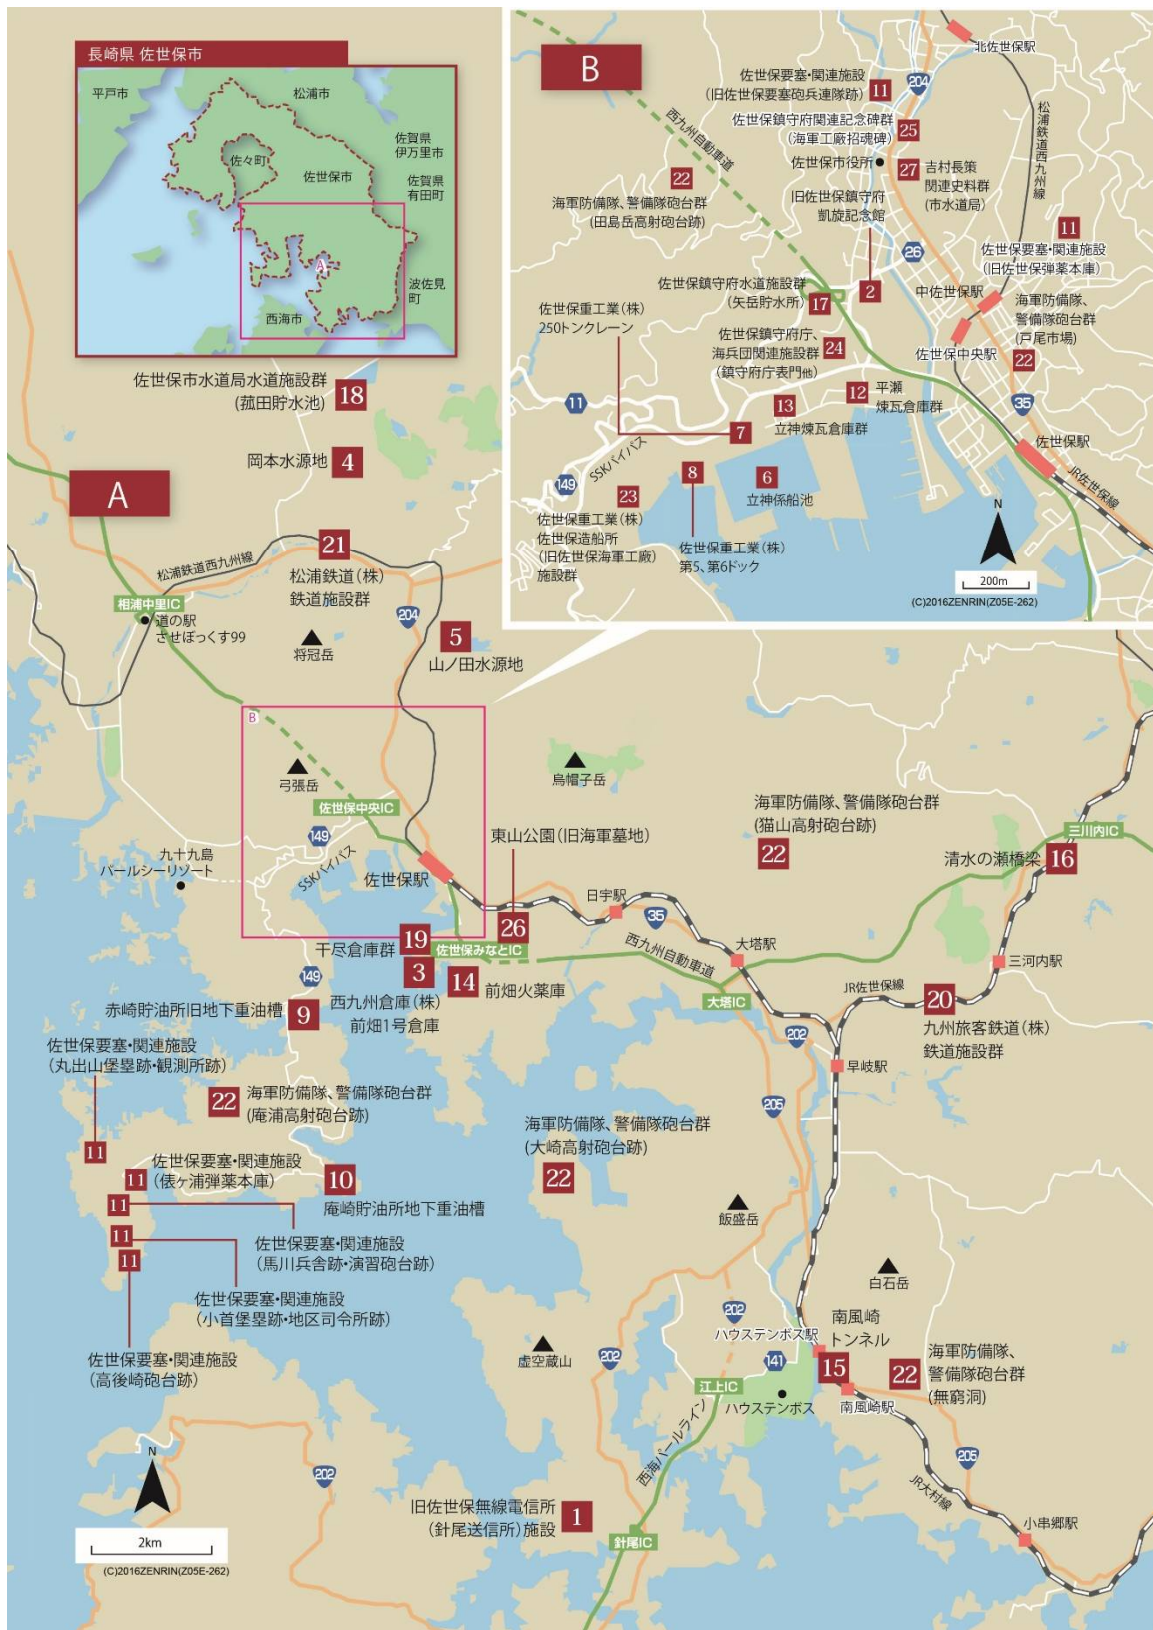 長崎県 佐世保市
平戸市
松浦市
佐賀県
伊万里市
佐賀県
有田町
佐々町
佐世保市
波佐見
町
西海市
A
B
佐世保要塞・関連施設
(旧佐世保要塞砲兵連隊跡)
11
北佐世保駅
204
佐世保鎮守府関連記念碑群
(海軍工廠招魂碑)
25
松浦鉄道西九州線
西九州自動車道
佐世保市役所
27
吉村長策
関連史料群
(市水道局)
22
海軍防備隊、警備隊砲台群
(田島岳高射砲台跡)
旧佐世保鎮守府
凱旋記念館
2
26
11
佐世保要塞・関連施設
(旧佐世保弾薬本庫)
佐世保鎮守府水道施設群
(矢岳貯水所)
17
中佐世保駅
海軍防備隊、
警備隊砲台群
(戸尾市場)
22
佐世保中央駅
佐世保重工業(株)
250トンクレーン
7
佐世保鎮守府庁、
海兵団関連施設群
(鎮守府庁表門他)
24
12
平瀬
煉瓦倉庫群
13
立神煉瓦倉庫群
11
35
佐世保駅
JR佐世保線
SSKバイパス
149
23
佐世保重工業(株)
佐世保造船所
(旧佐世保海軍工廠)
施設群
8
佐世保重工業(株)
第5、第6ドック
6
立神係船池
N
200m
(C)2016ZENRIN(Z05E-262)
佐世保市水道局水道施設群
(菰田貯水池)
18
岡本水源地
4
A
21
松浦鉄道(株)
鉄道施設群
松浦鉄道西九州線
相浦中里IC
道の駅
させぼっくす99
将冠岳
204
5
山ノ田水源地
B
弓張岳
佐世保中央IC
149
SSKバイパス
佐世保駅
烏帽子岳
九十九島
パールシーリゾート
東山公園(旧海軍墓地)
26
日宇駅
35
海軍防備隊、警備隊砲台群
(猫山高射砲台跡)
22
三川内IC
清水の瀬橋梁
16
干尽倉庫群
19
佐世保みなとIC
3
西九州倉庫(株)
前畑1号倉庫
14
前畑火薬庫
西九州自動車道
大塔駅
大塔IC
三河内駅
JR佐世保線
20
九州旅客鉄道(株)
鉄道施設群
149
赤崎貯油所旧地下重油槽
9
佐世保要塞・関連施設
(丸出山堡塁跡・観測所跡)
11
22
海軍防備隊、警備隊砲台群
(庵浦高射砲台跡)
202
早岐駅
205
海軍防備隊、警備隊砲台群
(大崎高射砲台跡)
22
11
佐世保要塞・関連施設
(俵ヶ浦弾薬本庫)
10
庵崎貯油所地下重油槽
11
佐世保要塞・関連施設
(馬川兵舎跡・演習砲台跡)
11
佐世保要塞・関連施設
(小首堡塁跡・地区司令所跡)
11
佐世保要塞・関連施設
(高後崎砲台跡)
飯盛岳
白石岳
虚空蔵山
202
202
ハウステンボス駅
141
南風崎
トンネル
15
22
海軍防備隊、
警備隊砲台群
(無窮洞)
江上IC
ハウステンボス
南風崎駅
西海パールライン
205
JR大村線
小串郷駅
旧佐世保無線電信所
(針尾送信所)施設
1
針尾IC
202
N
2km
(C)2016ZENRIN(Z05E-262)